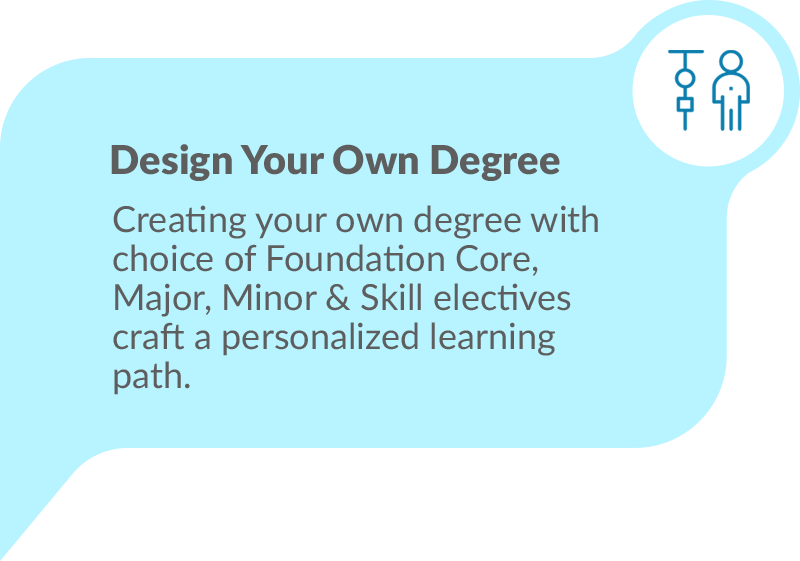 Design Your Own Degree
Creating your own degree with
choice of Foundation Core,
Major, Minor & Skill electives
craft a personalized learning
path.